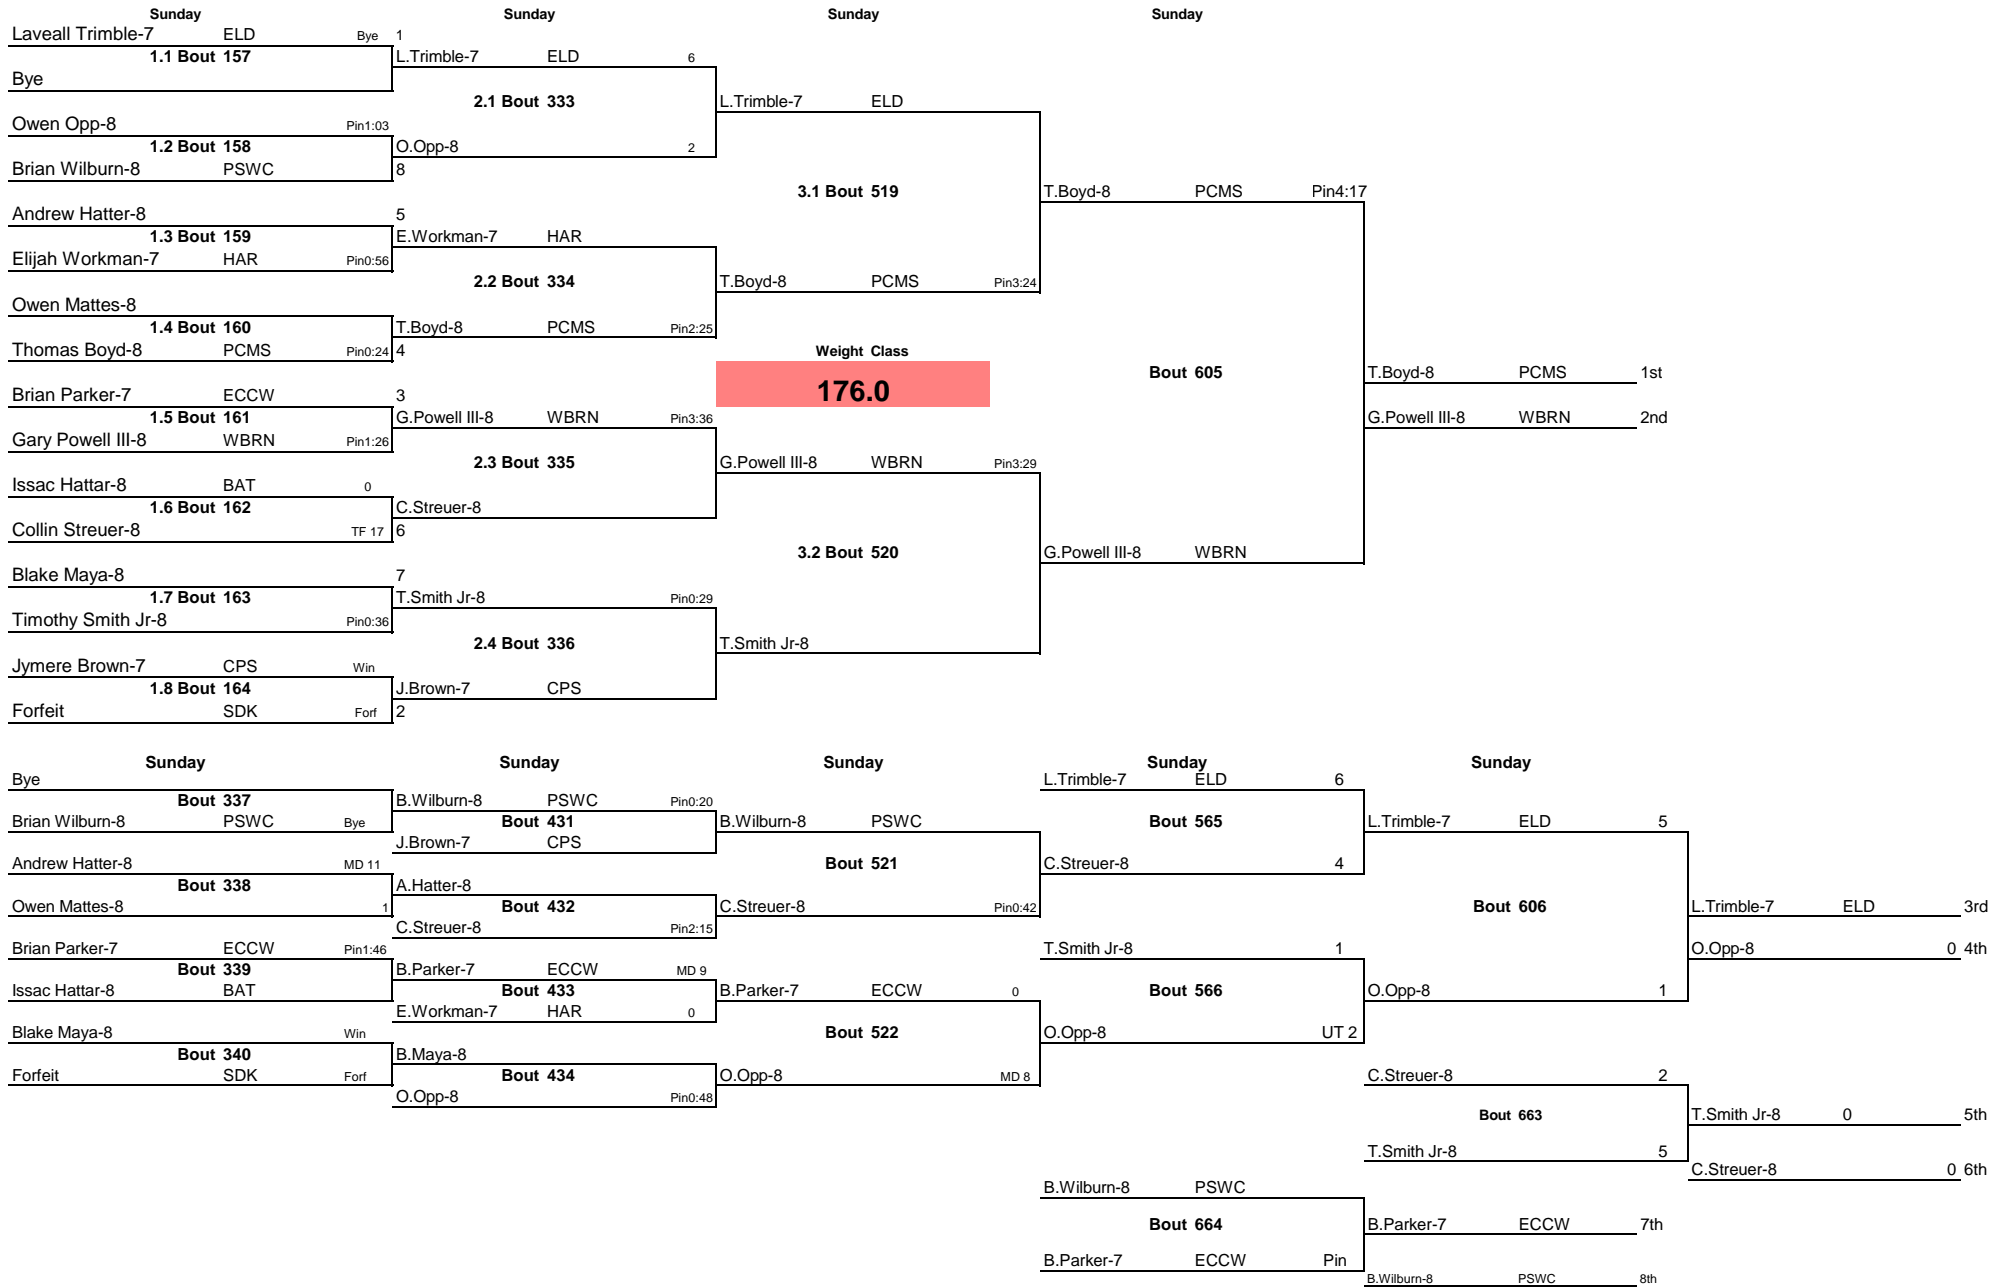 Sunday Sunday Sunday Sunday
Laveall Trimble-7 ELD Bye 1
1.1 Bout 157 L.Trimble-7 ELD 6
Bye
2.1 Bout 333 L.Trimble-7 ELD
Owen Opp-8 Pin1:03
1.2 Bout 158 O.Opp-8 2
Brian Wilburn-8 PSWC 8
3.1 Bout 519 T.Boyd-8 PCMS Pin4:17
Andrew Hatter-8 5
1.3 Bout 159 E.Workman-7 HAR
Elijah Workman-7 HAR Pin0:56
2.2 Bout 334 T.Boyd-8 PCMS Pin3:24
Owen Mattes-8
1.4 Bout 160 T.Boyd-8 PCMS Pin2:25
Thomas Boyd-8 PCMS Pin0:24 4 Weight Class
Bout 605 T.Boyd-8 PCMS 1st
Brian Parker-7 ECCW 3 176.0
1.5 Bout 161 G.Powell III-8 WBRN Pin3:36 G.Powell III-8 WBRN 2nd
Gary Powell III-8 WBRN Pin1:26
2.3 Bout 335 G.Powell III-8 WBRN Pin3:29
Issac Hattar-8 BAT 0
1.6 Bout 162 C.Streuer-8
Collin Streuer-8 TF 17 6
3.2 Bout 520 G.Powell III-8 WBRN
Blake Maya-8 7
1.7 Bout 163 T.Smith Jr-8 Pin0:29
Timothy Smith Jr-8 Pin0:36
2.4 Bout 336 T.Smith Jr-8
Jymere Brown-7 CPS Win
1.8 Bout 164 J.Brown-7 CPS
Forfeit SDK Forf 2
Sunday Sunday Sunday Sunday Sunday
Bye L.Trimble-7 ELD 6
Bout 337 B.Wilburn-8 PSWC Pin0:20
Brian Wilburn-8 PSWC Bye Bout 431 B.Wilburn-8 PSWC Bout 565 L.Trimble-7 ELD 5
J.Brown-7 CPS
Andrew Hatter-8 MD 11 Bout 521 C.Streuer-8 4
Bout 338 A.Hatter-8
Owen Mattes-8 1 Bout 432 C.Streuer-8 Pin0:42 Bout 606 L.Trimble-7 ELD 3rd
C.Streuer-8 Pin2:15
Brian Parker-7 ECCW Pin1:46 T.Smith Jr-8 1 O.Opp-8 0 4th
Bout 339 B.Parker-7 ECCW MD 9
Issac Hattar-8 BAT Bout 433 B.Parker-7 ECCW 0 Bout 566 O.Opp-8 1
E.Workman-7 HAR 0
Blake Maya-8 Win Bout 522 O.Opp-8 UT 2
Bout 340 B.Maya-8
Forfeit SDK Forf Bout 434 O.Opp-8 MD 8 C.Streuer-8 2
O.Opp-8 Pin0:48
Bout 663 T.Smith Jr-8 0 5th
T.Smith Jr-8 5
C.Streuer-8 0 6th
B.Wilburn-8 PSWC
Bout 664 B.Parker-7 ECCW 7th
B.Parker-7 ECCW Pin
B.Wilburn-8 PSWC 8th